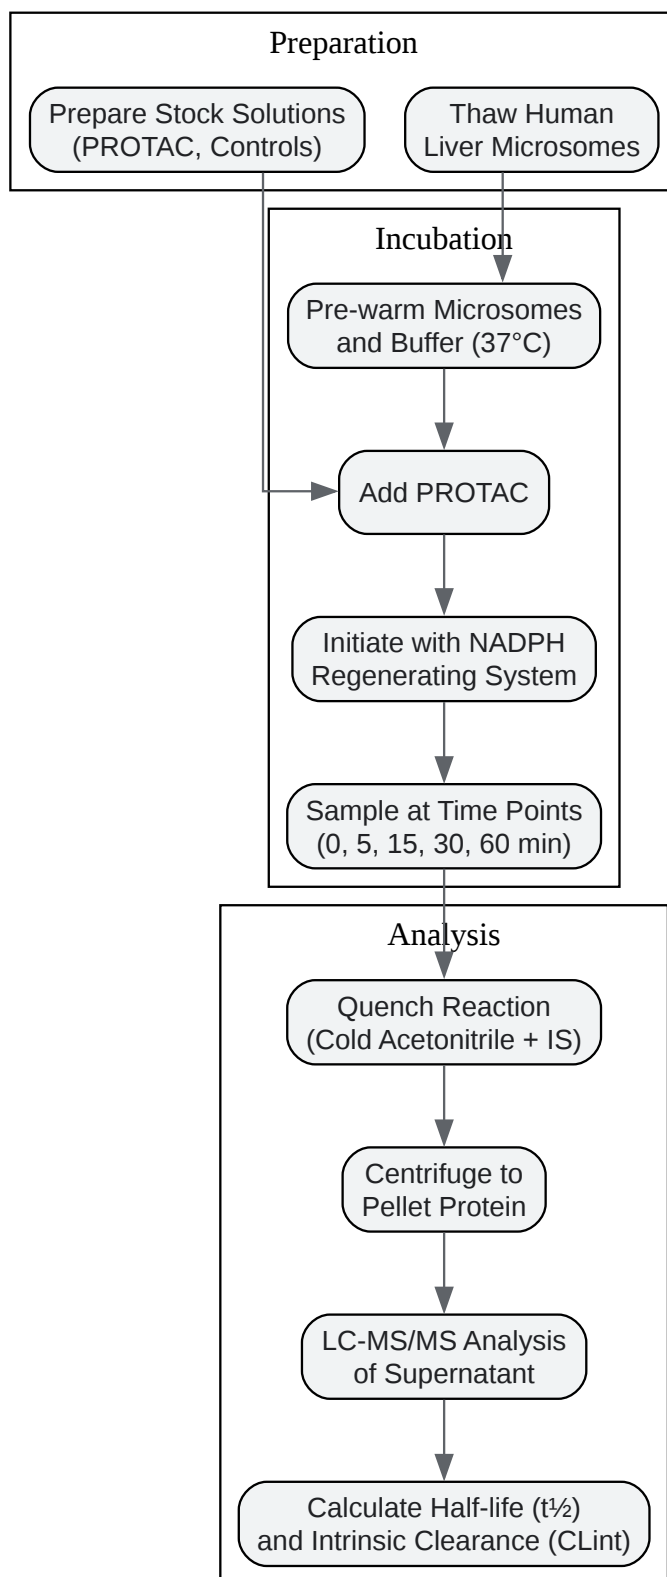 Preparation
Prepare Stock Solutions
(PROTAC, Controls)
Thaw Human
Liver Microsomes
Incubation
Pre-warm Microsomes
and Buffer (37°C)
Add PROTAC
Initiate with NADPH
Regenerating System
Sample at Time Points
(0, 5, 15, 30, 60 min)
Analysis
Quench Reaction
(Cold Acetonitrile + IS)
Centrifuge to
Pellet Protein
LC-MS/MS Analysis
of Supernatant
Calculate Half-life (t½)
and Intrinsic Clearance (CLint)